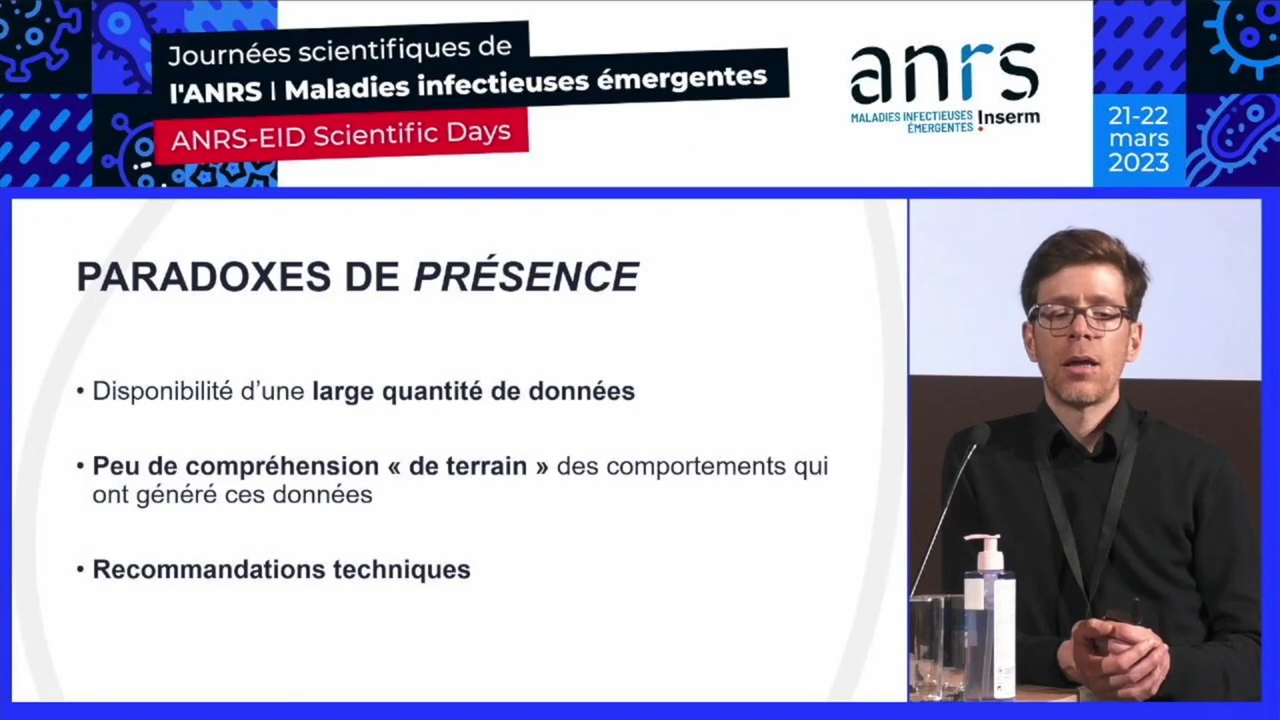 Journées scientifiques de
l'ANRS | Maladies infectieuses émergentes
ANRS-EID Scientific Days
anrs
MALADIES INFECTIEUSES
ÉMERGENTES Inserm
21-22
mars
2023
PARADOXES DE PRÉSENCE
• Disponibilité d’une large quantité de données
• Peu de compréhension « de terrain » des comportements qui
ont généré ces données
• Recommandations techniques